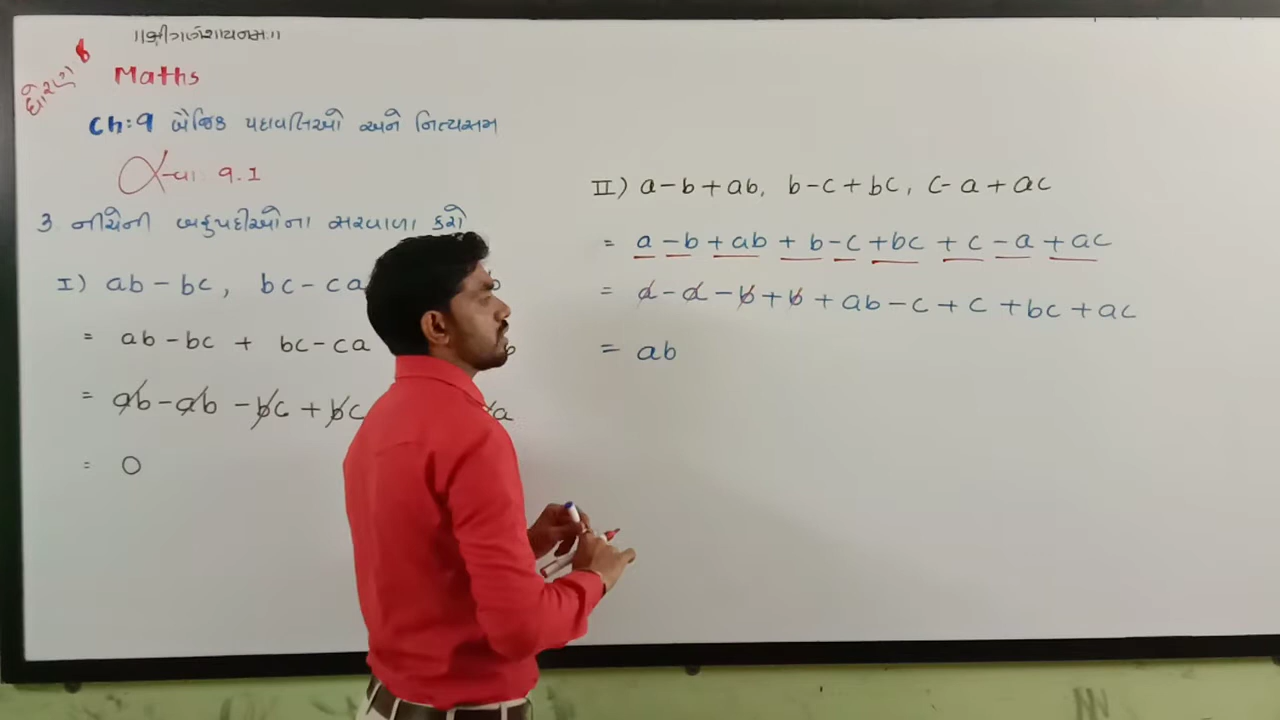 ॥શ્રીગણેશાયનમઃ॥
ધોરણ 8
Maths
Ch:9 બૈજિક પદાવલિઓ અને નિત્યસમ
સ્વા 9.1
3 નીચેની બહુપદીઓના સરવાળા કરો
I) ab - bc, bc - ca
= ab - bc + bc - ca
= ab - ab - bc + bc a
= 0
II) a - b + ab, b - c + bc, c - a + ac
= a - b + ab + b - c + bc + c - a + ac
= a - a - b + b + ab - c + c + bc + ac
= ab